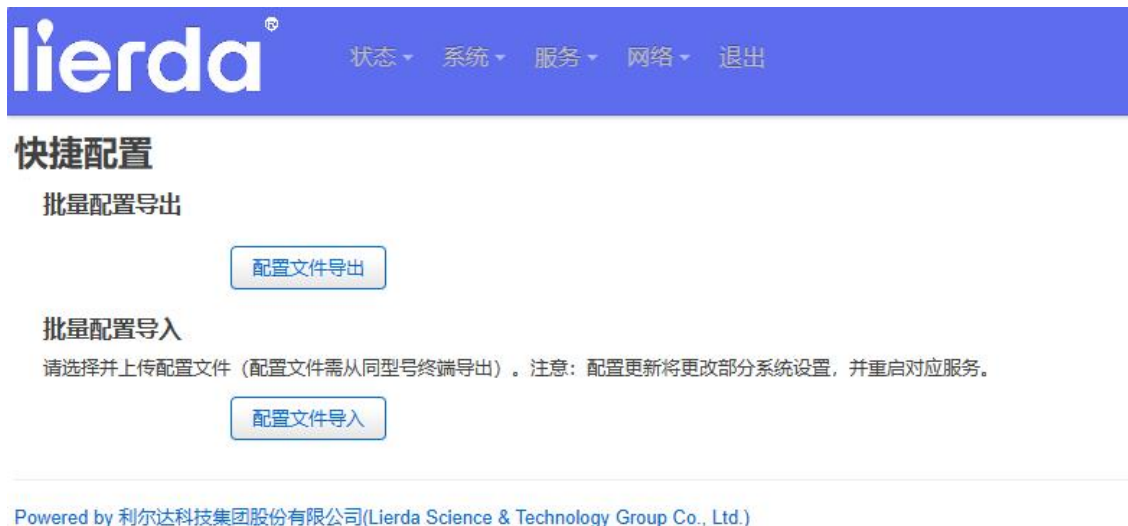 lierda®
状态 系统 服务 网络 退出
快捷配置
批量配置导出
配置文件导出
批量配置导入
请选择并上传配置文件（配置文件需从同型号终端导出）。注意：配置更新将更改部分系统设置，并重启对应服务。
配置文件导入
Powered by 利尔达科技集团股份有限公司(Lierda Science & Technology Group Co., Ltd.)